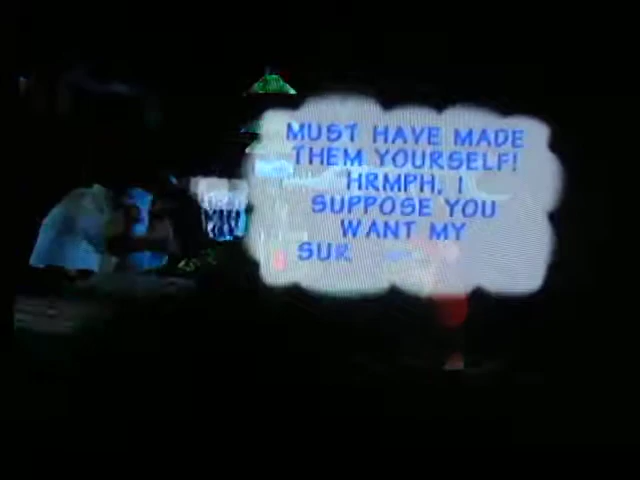 MUST HAVE MADE
THEM YOURSELF!
HRMPH, I
SUPPOSE YOU
WANT MY
SUR